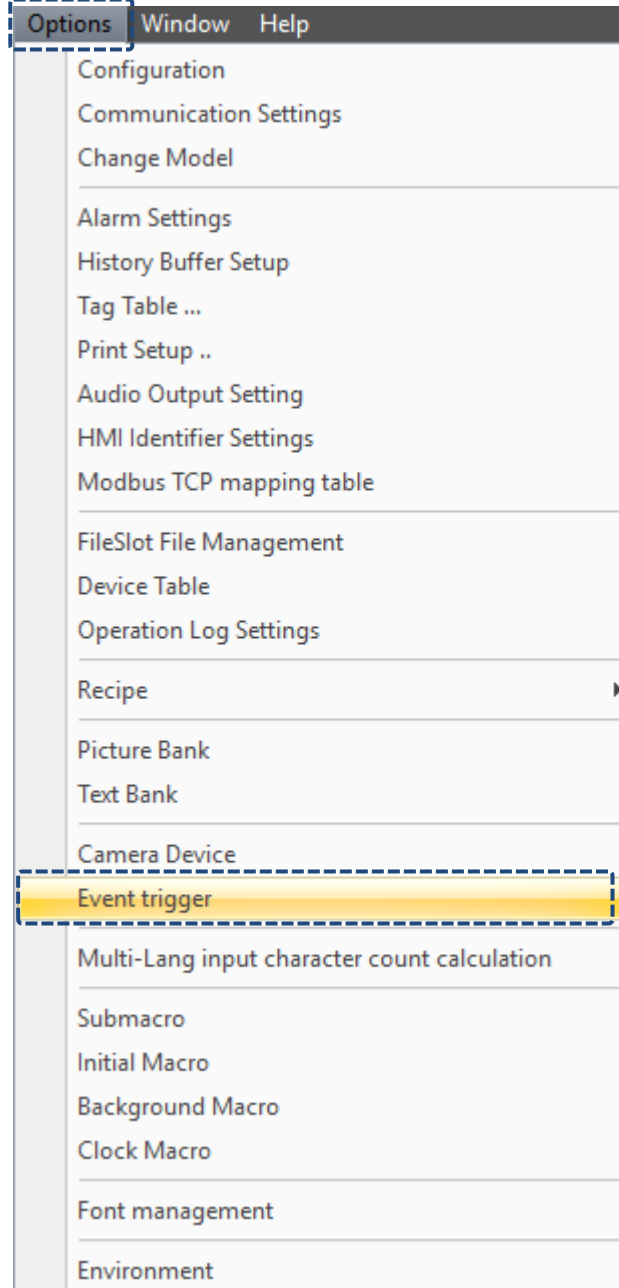 Options Window Help
Configuration
Communication Settings
Change Model
Alarm Settings
History Buffer Setup
Tag Table ...
Print Setup ..
Audio Output Setting
HMI Identifier Settings
Modbus TCP mapping table
FileSlot File Management
Device Table
Operation Log Settings
Recipe
Picture Bank
Text Bank
Camera Device
Event trigger
Multi-Lang input character count calculation
Submacro
Initial Macro
Background Macro
Clock Macro
Font management
Environment